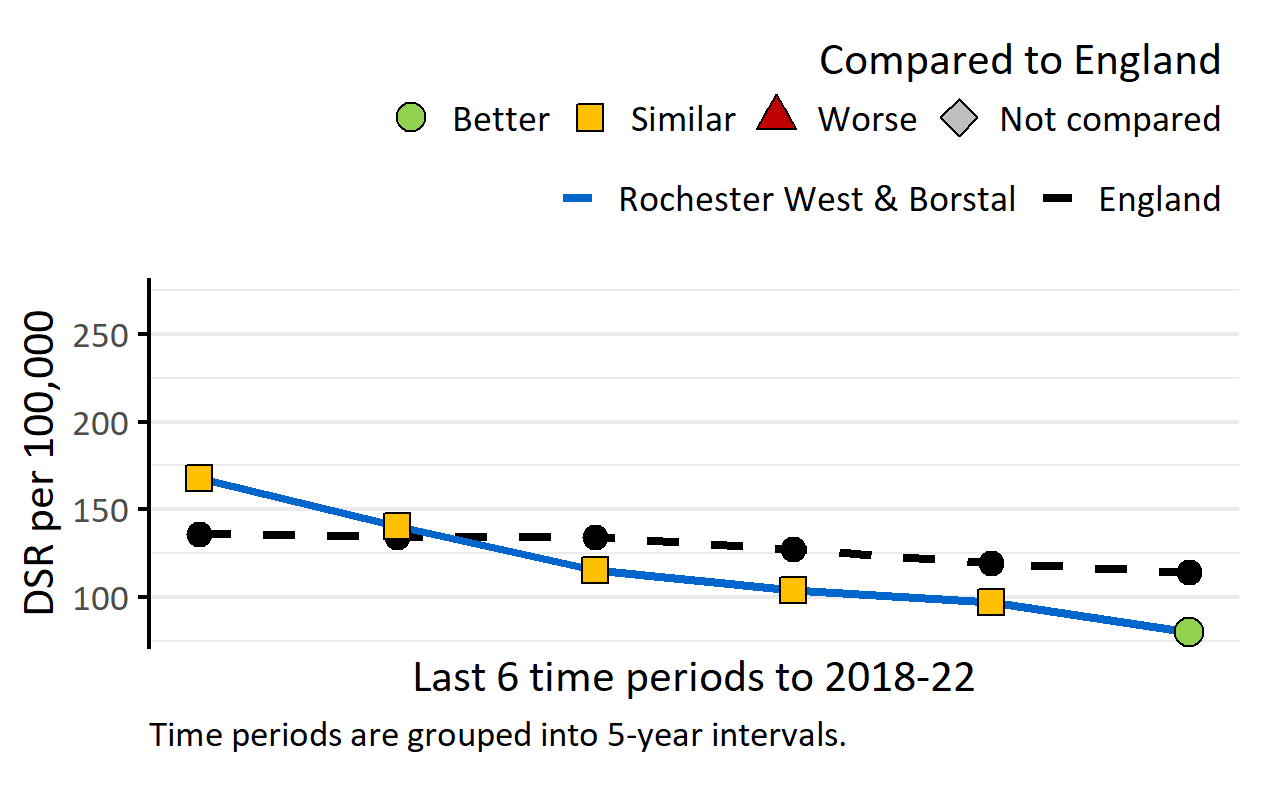 Compared to England
Better Similar Worse Not compared
Rochester West & Borstal England
DSR per 100,000
250
200
150
100
Last 6 time periods to 2018-22
Time periods are grouped into 5-year intervals.